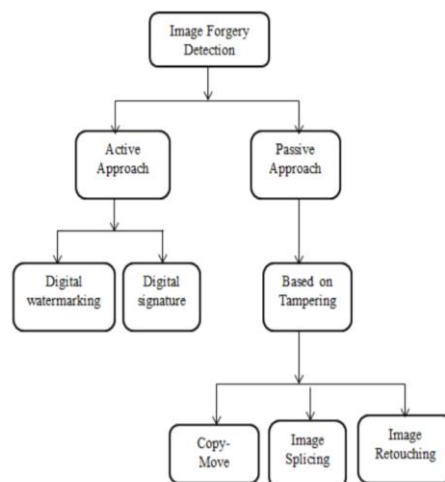 Image Forgery
Detection
Active
Approach
Passive
Approach
Digital
watermarking
Digital
signature
Based on
Tampering
Copy-
Move
Image
Splicing
Image
Retouching